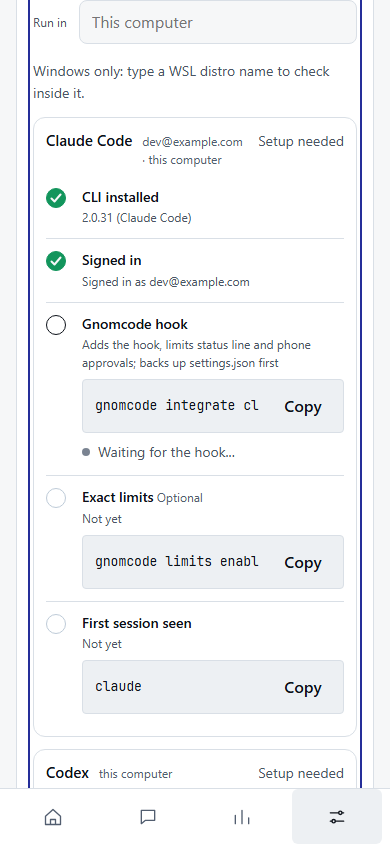 Run in This computer
Windows only: type a WSL distro name to check
inside it.
Claude Code dev@example.com Setup needed
· this computer
CLI installed
2.0.31 (Claude Code)
Signed in
Signed in as dev@example.com
Gnomcode hook
Adds the hook, limits status line and phone
approvals; backs up settings.json first
gnomcode integrate cl Copy
Waiting for the hook...
Exact limits Optional
Not yet
gnomcode limits enabl Copy
First session seen
Not yet
claude Copy
Codex this computer Setup needed